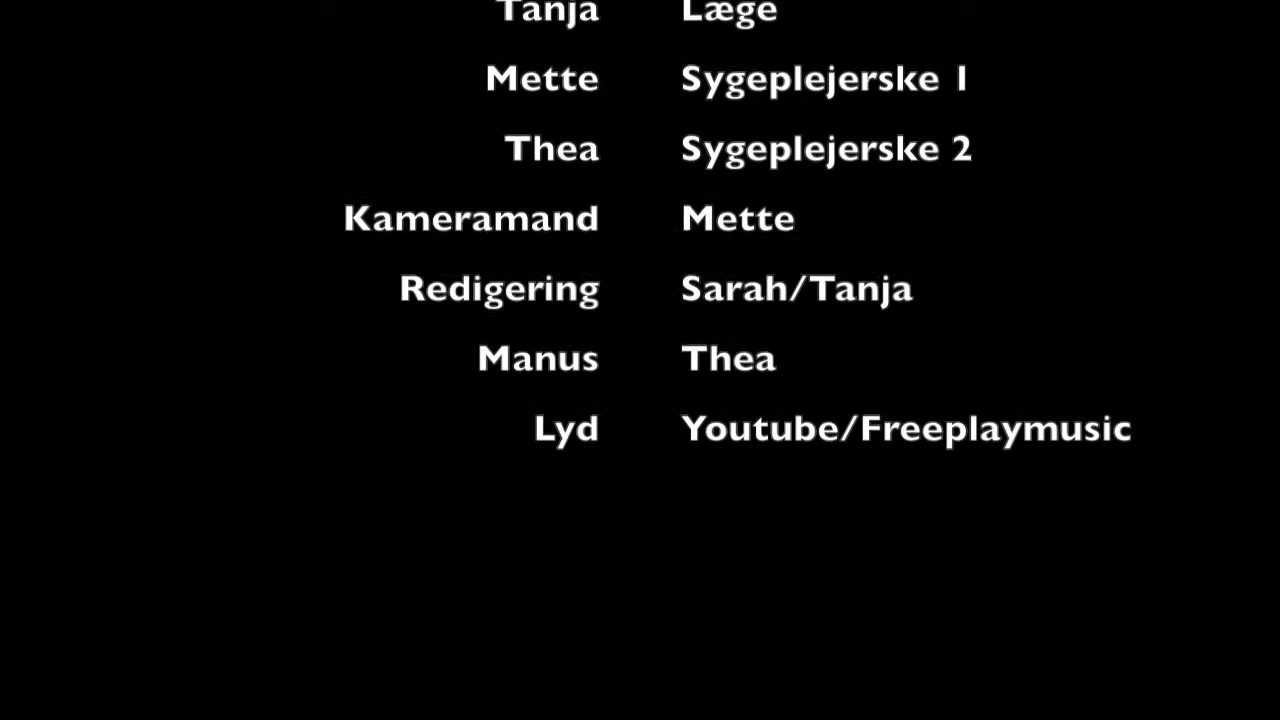 Tanja Læge
Mette Sygeplejerske 1
Thea Sygeplejerske 2
Kameramand Mette
Redigering Sarah/Tanja
Manus Thea
Lyd Youtube/Freeplaymusic